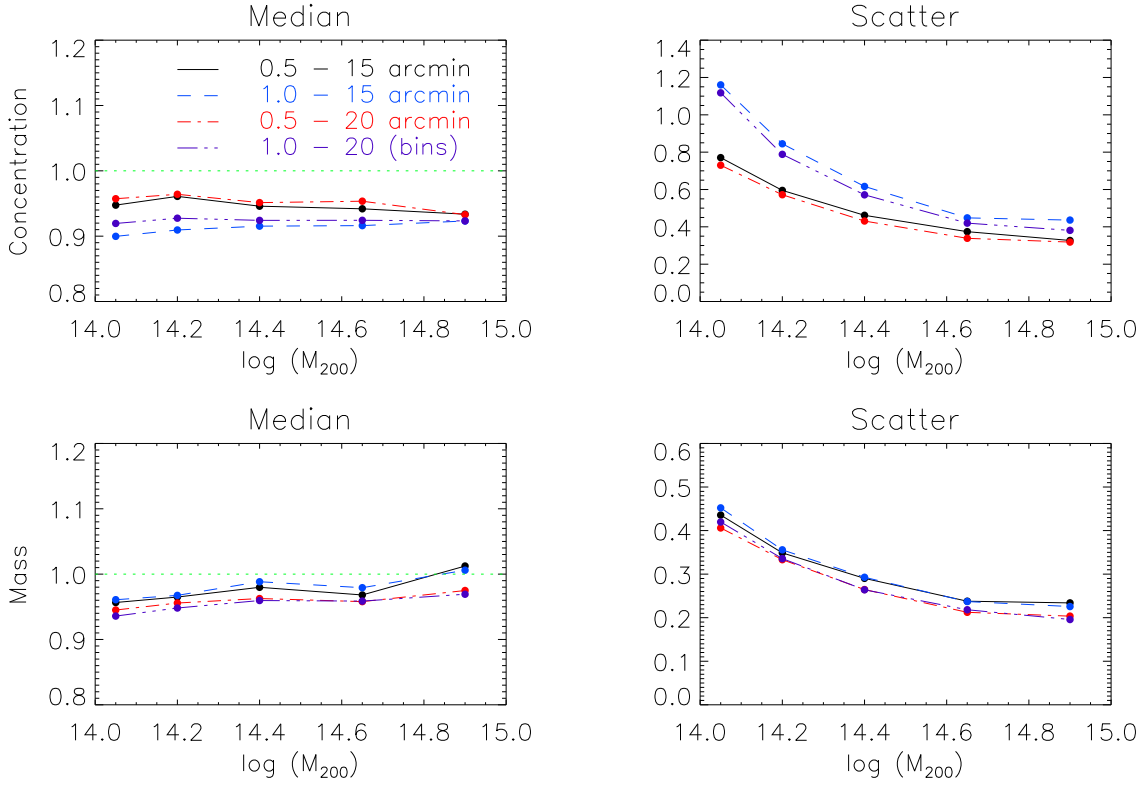 Median
Concentration
1.2
1.1
1.0
0.9
0.8
0.5 – 15 arcmin
1.0 – 15 arcmin
0.5 – 20 arcmin
1.0 – 20 (bins)
14.0 14.2 14.4 14.6 14.8 15.0
log (M200)
Scatter
1.4
1.2
1.0
0.8
0.6
0.4
0.2
0.0
14.0 14.2 14.4 14.6 14.8 15.0
log (M200)
Median
Mass
1.2
1.1
1.0
0.9
0.8
14.0 14.2 14.4 14.6 14.8 15.0
log (M200)
Scatter
0.6
0.5
0.4
0.3
0.2
0.1
0.0
14.0 14.2 14.4 14.6 14.8 15.0
log (M200)